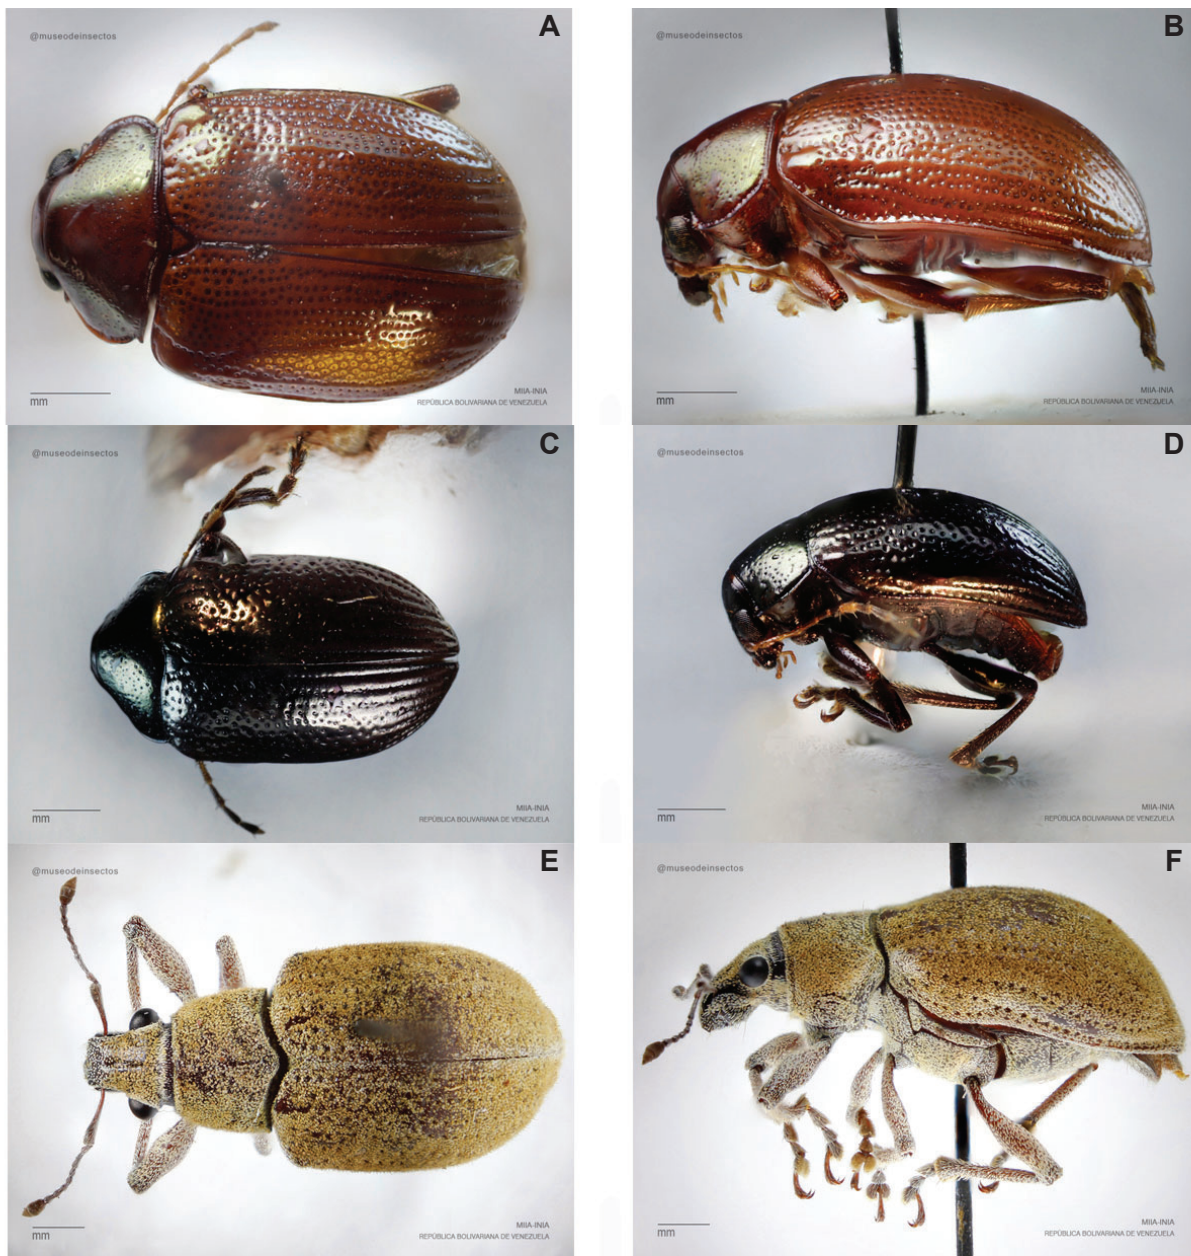 @museodeinsectos
A
mm
MIIA-INIA
REPÚBLICA BOLIVARIANA DE VENEZUELA
@museodeinsectos
B
mm
MIIA-INIA
REPÚBLICA BOLIVARIANA DE VENEZUELA
@museodeinsectos
C
mm
MIIA-INIA
REPÚBLICA BOLIVARIANA DE VENEZUELA
@museodeinsectos
D
mm
MIIA-INIA
REPÚBLICA BOLIVARIANA DE VENEZUELA
@museodeinsectos
E
mm
MIIA-INIA
REPÚBLICA BOLIVARIANA DE VENEZUELA
@museodeinsectos
F
mm
MIIA-INIA
REPÚBLICA BOLIVARIANA DE VENEZUELA